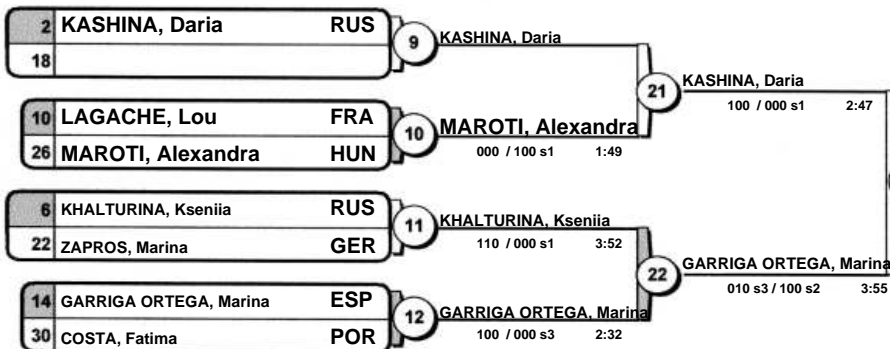 2 KASHINA, Daria RUS
18
9 KASHINA, Daria
10 LAGACHE, Lou FRA
26 MAROTI, Alexandra HUN
10 MAROTI, Alexandra
000 / 100 s1 1:49
21 KASHINA, Daria
100 / 000 s1 2:47
6 KHALTURINA, Kseniia RUS
22 ZAPROS, Marina GER
11 KHALTURINA, Kseniia
110 / 000 s1 3:52
14 GARRIGA ORTEGA, Marina ESP
30 COSTA, Fatima POR
12 GARRIGA ORTEGA, Marina
100 / 000 s3 2:32
22 GARRIGA ORTEGA, Marina
010 s3 / 100 s2 3:55